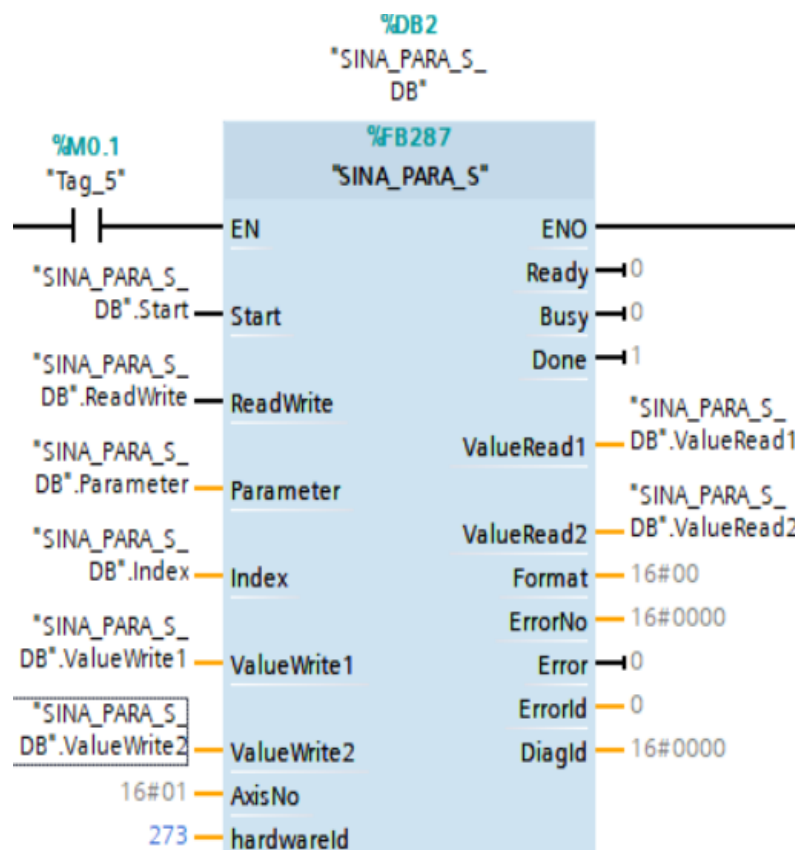 %DB2
"SINA_PARA_S_
DB"
%M0.1
"Tag_5"
%FB287
"SINA_PARA_S"
EN
ENO
"SINA_PARA_S_
DB".Start
Start
Ready
0
Busy
0
Done
1
"SINA_PARA_S_
DB".ReadWrite
ReadWrite
ValueRead1
"SINA_PARA_S_
DB".ValueRead1
"SINA_PARA_S_
DB".Parameter
Parameter
ValueRead2
"SINA_PARA_S_
DB".ValueRead2
"SINA_PARA_S_
DB".Index
Index
Format
16#00
ErrorNo
16#0000
"SINA_PARA_S_
DB".ValueWrite1
ValueWrite1
Error
0
ErrorId
0
"SINA_PARA_S_
DB".ValueWrite2
ValueWrite2
DiagId
16#0000
16#01
AxisNo
273
hardwareId